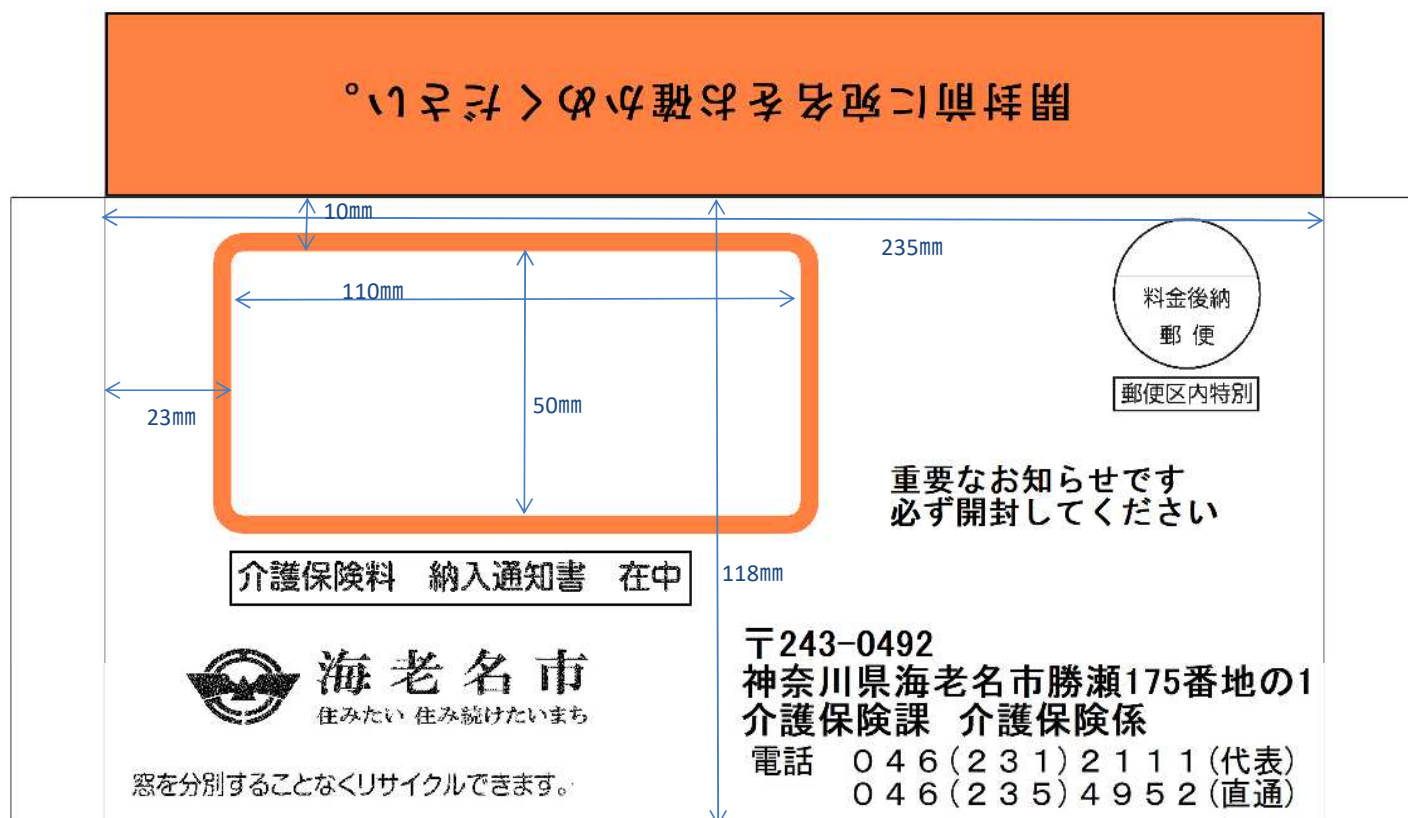 開封前に宛名をお確かめください。
10㎜
235㎜
110㎜
料金後納
郵便
23㎜
50㎜
郵便区内特別
重要なお知らせです
必ず開封してください
介護保険料　納入通知書　在中
118㎜
海老名市
住みたい 住み続けたいまち
〒243-0492
神奈川県海老名市勝瀬175番地の1
介護保険課　介護保険係
電話　０４６(２３１)２１１１(代表)
０４６(２３５)４９５２(直通)
窓を分別することなくリサイクルできます。